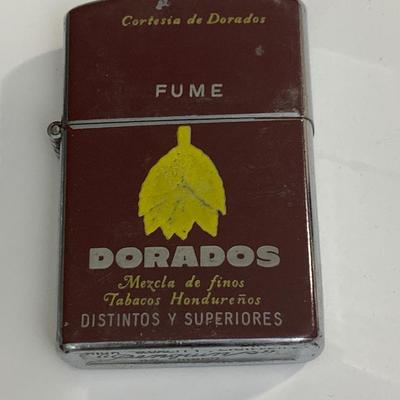 Cortesia de Dorados
FUME
DORADOS
Mezcla de finos
Tabacos Hondureños
DISTINTOS Y SUPERIORES